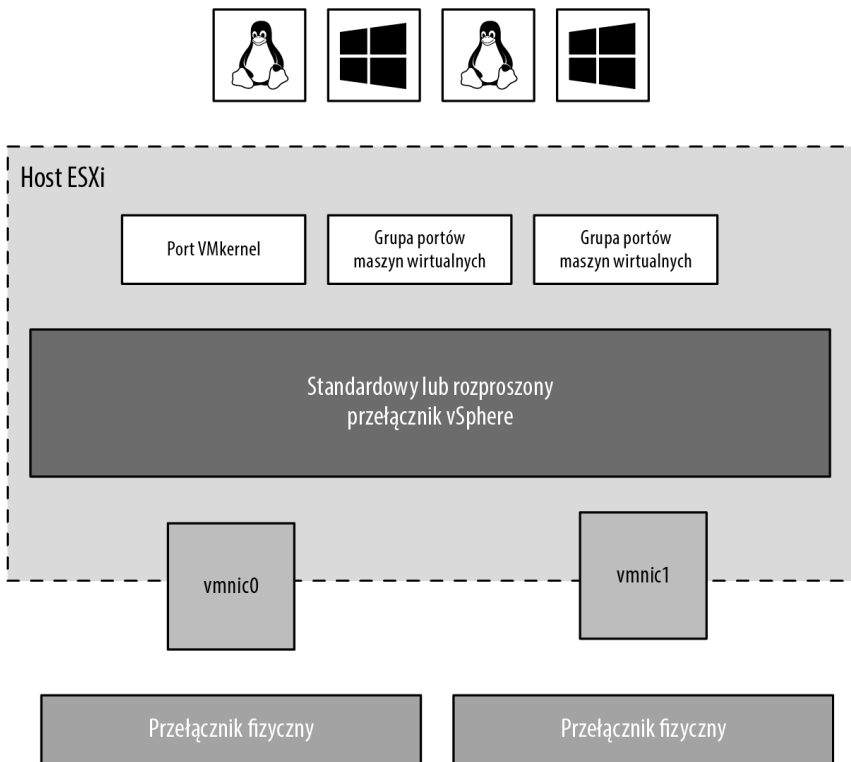 Host ESXi
Port VMkernel
Grupa portów
maszyn wirtualnych
Grupa portów
maszyn wirtualnych
Standardowy lub rozproszony
przełącznik vSphere
vmnic0
vmnic1
Przełącznik fizyczny
Przełącznik fizyczny